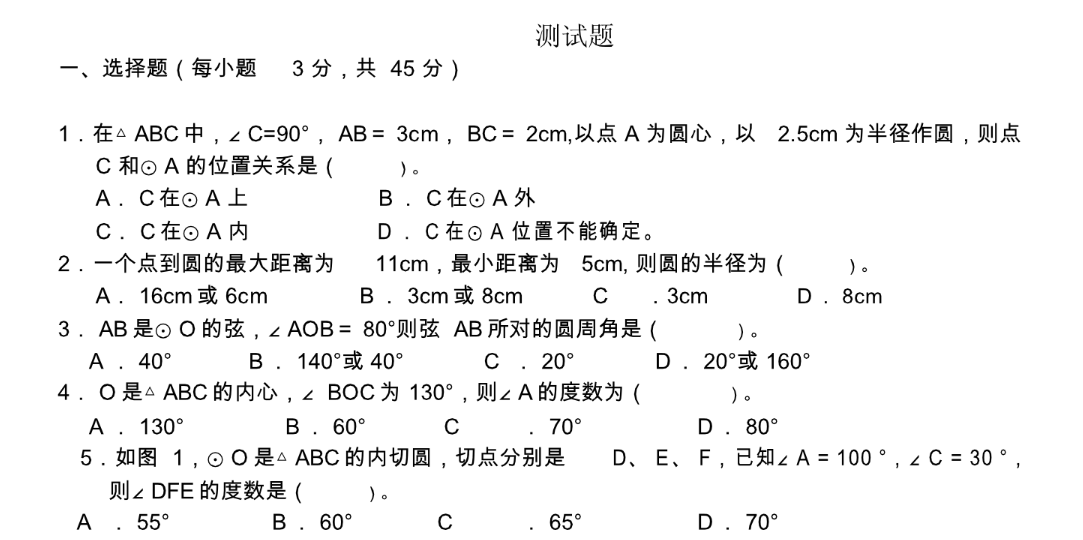 测试题
一、选择题(每小题 3 分,共 45 分)
1.在△ ABC 中,∠ C=90°, AB = 3cm, BC = 2cm,以点 A 为圆心,以 2.5cm 为半径作圆,则点
C 和⊙ A 的位置关系是( )。
A. C 在⊙ A 上 B. C 在⊙ A 外
C. C 在⊙ A 内 D. C 在⊙ A 位置不能确定。
2.一个点到圆的最大距离为 11cm,最小距离为 5cm, 则圆的半径为( )。
A. 16cm 或 6cm B. 3cm 或 8cm C .3cm D. 8cm
3. AB 是⊙ O 的弦,∠ AOB = 80°则弦 AB 所对的圆周角是( )。
A . 40° B. 140°或 40° C . 20° D. 20°或 160°
4. O 是△ ABC 的内心,∠ BOC 为 130°,则∠ A 的度数为( )。
A . 130° B. 60° C . 70° D. 80°
5.如图 1,⊙ O 是△ ABC 的内切圆,切点分别是 D、 E、 F,已知∠ A = 100 °,∠ C = 30 °,
则∠ DFE 的度数是( )。
A . 55° B. 60° C . 65° D. 70°